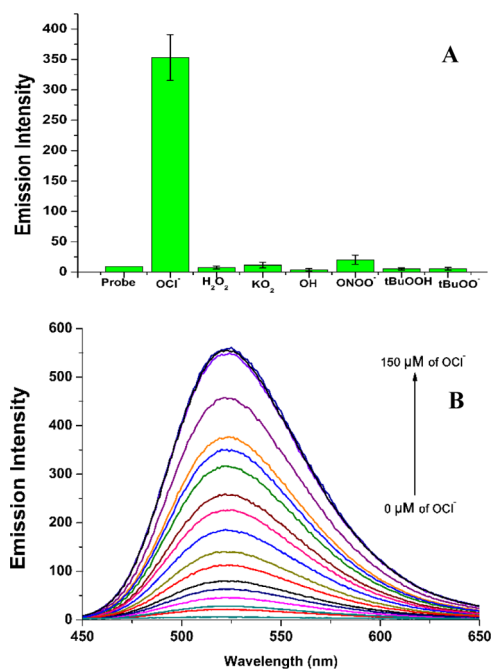 A
Emission Intensity
400
350
300
250
200
150
100
50
0
Probe OCl⁻ H₂O₂ KO₂ OH ONOO⁻ tBuOOH tBuOO⁻
B
Emission Intensity
600
500
400
300
200
100
0
150 µM of OCl⁻
0 µM of OCl⁻
450 500 550 600 650
Wavelength (nm)